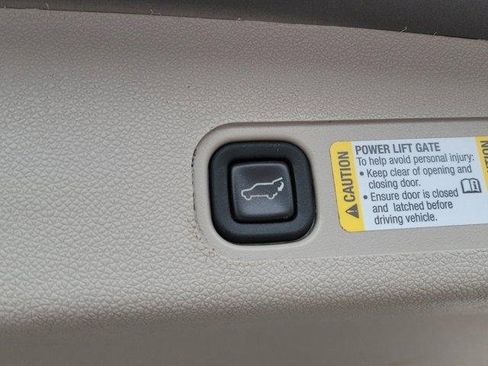 CAUTION
POWER LIFT GATE
To help avoid personal injury:
• Keep clear of opening and
closing door.
• Ensure door is closed
and latched before
driving vehicle.